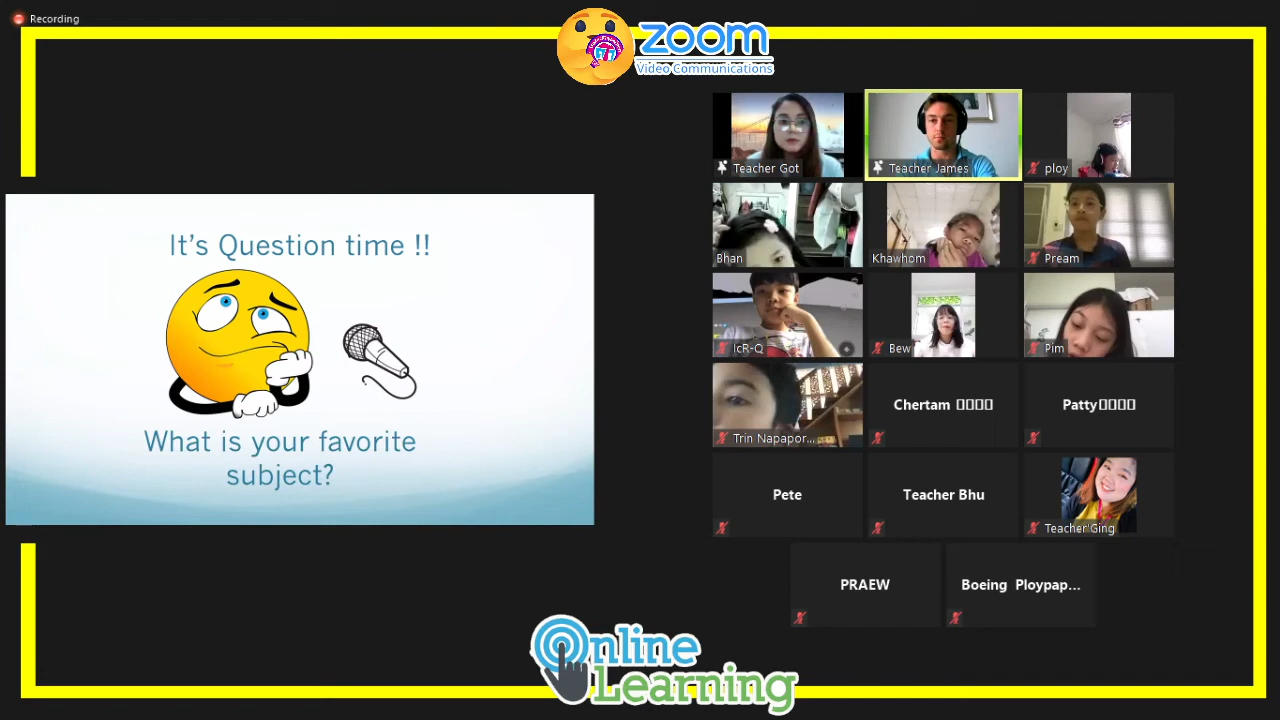 Recording
zoom
Video Communications
Teacher Got
Teacher James
ploy
Bhan
Khawhom
Pream
IcR-Q
Bew
Pim
Trin Napapor...
Chertam
Patty
Pete
Teacher Bhu
Teacher'Ging
PRAEW
Boeing Ploypap...
It's Question time !!
What is your favorite
subject?
Online
Learning